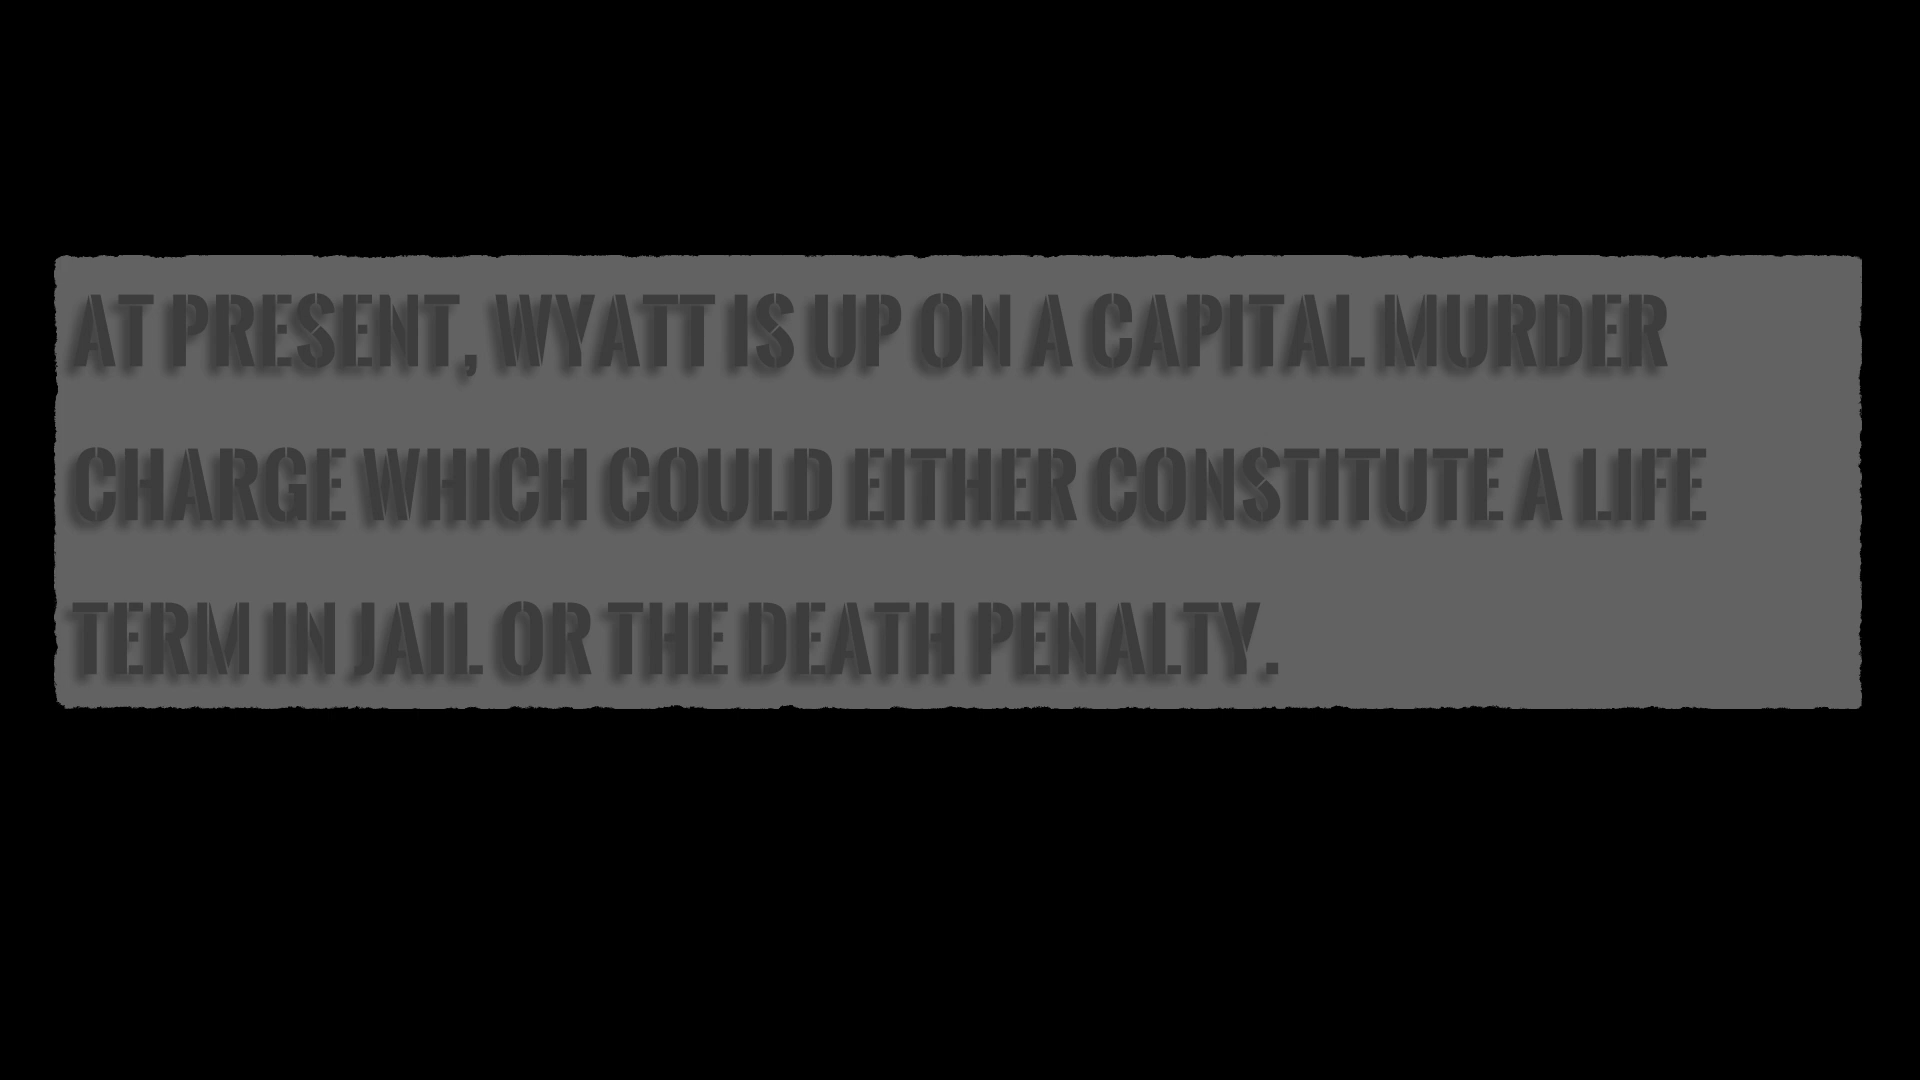 AT PRESENT, WYATT IS UP ON A CAPITAL MURDER
CHARGE WHICH COULD EITHER CONSTITUTE A LIFE
TERM IN JAIL OR THE DEATH PENALTY.